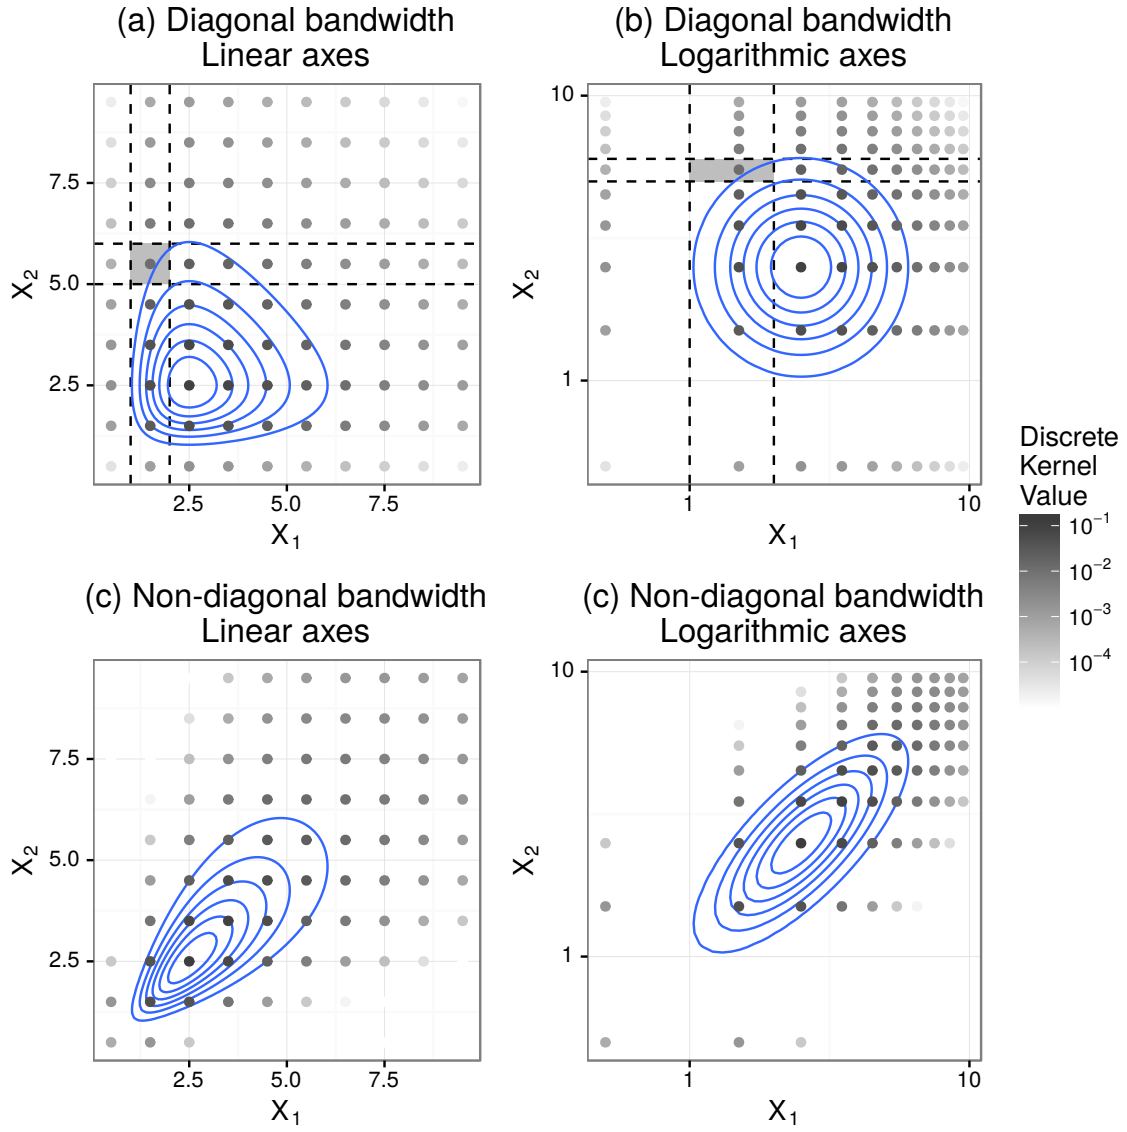 (a) Diagonal bandwidth
Linear axes
7.5
5.0
2.5
X₂
2.5 5.0 7.5
X₁
(b) Diagonal bandwidth
Logarithmic axes
10
1
X₂
1 10
X₁
Discrete
Kernel
Value
10⁻¹
10⁻²
10⁻³
10⁻⁴
(c) Non-diagonal bandwidth
Linear axes
7.5
5.0
2.5
X₂
2.5 5.0 7.5
X₁
(c) Non-diagonal bandwidth
Logarithmic axes
10
1
X₂
1 10
X₁